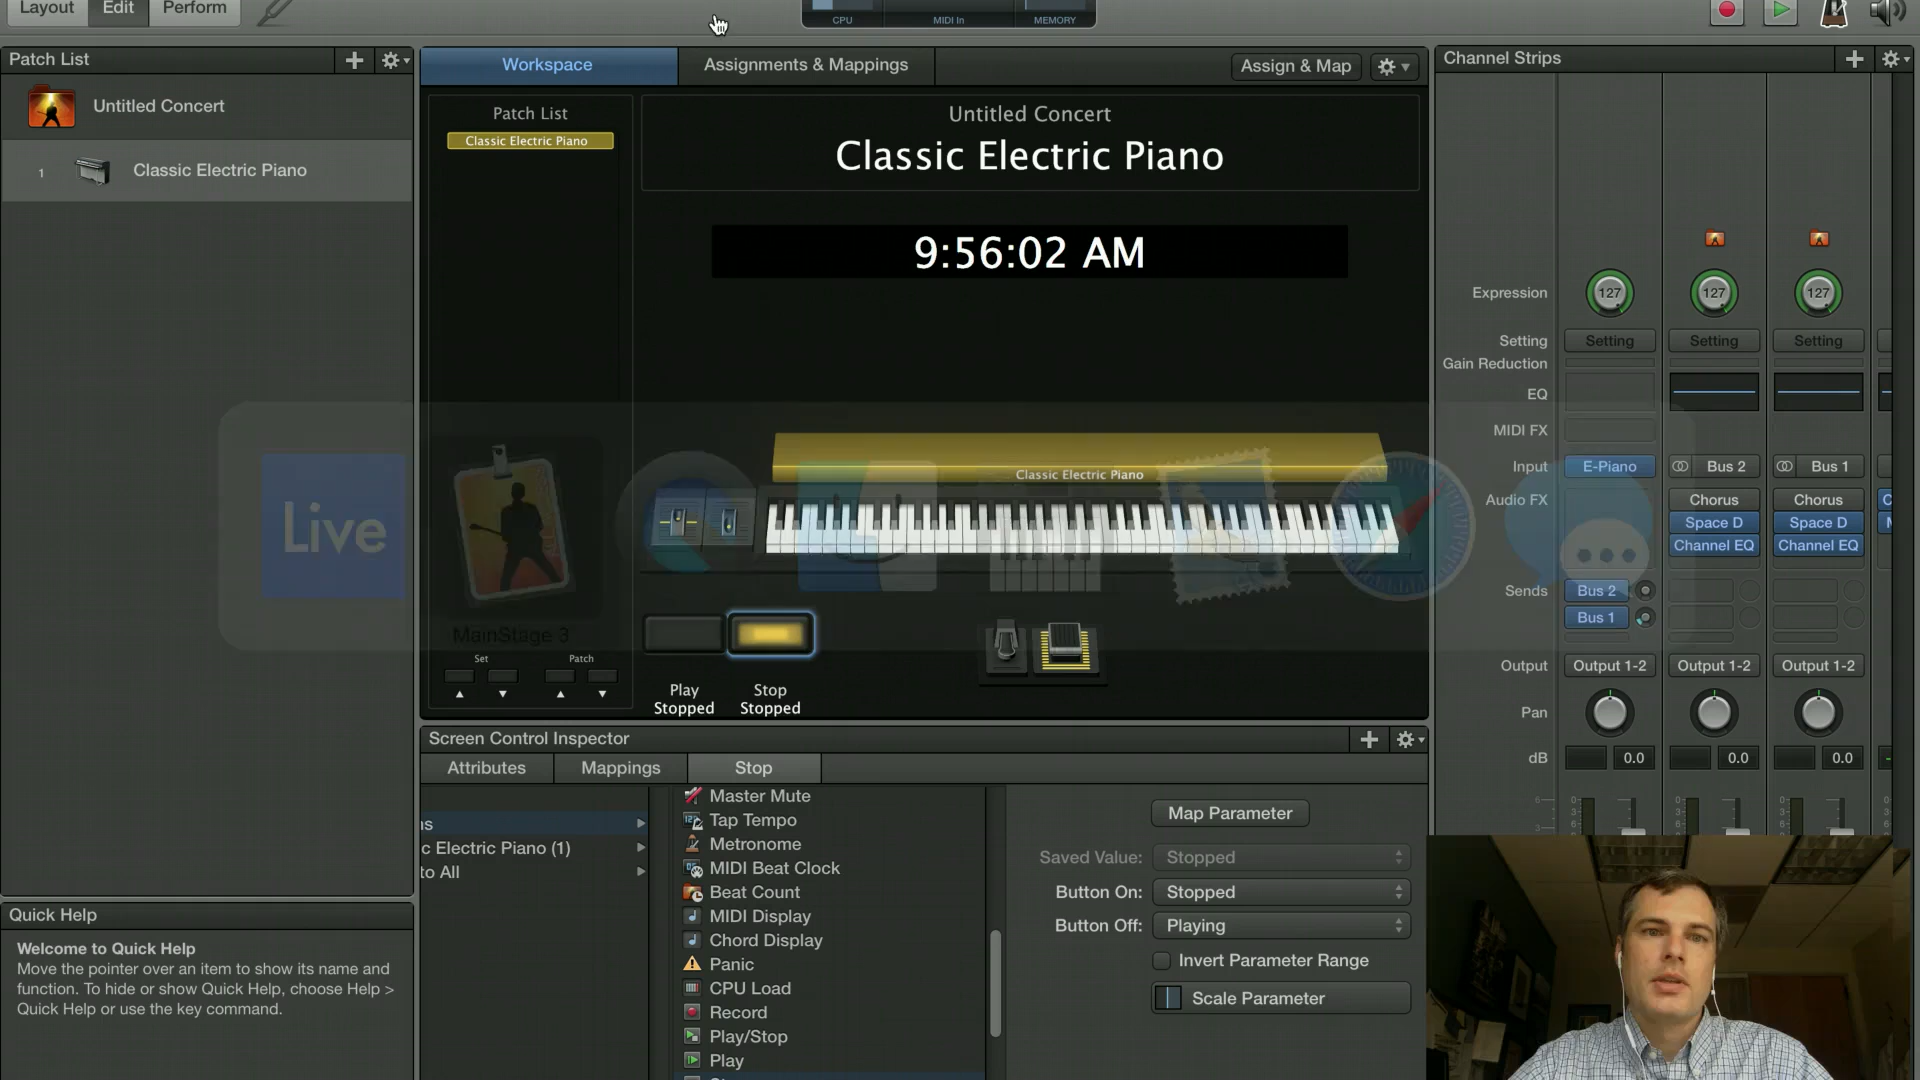 Layout
Edit
Perform
CPU
MIDI In
MEMORY
Patch List
Workspace
Assignments & Mappings
Assign & Map
Channel Strips
Untitled Concert
1
Classic Electric Piano
Patch List
Classic Electric Piano
Untitled Concert
Classic Electric Piano
9:56:02 AM
Classic Electric Piano
Live
MainStage 3
Set
Patch
Play
Stopped
Stop
Stopped
Expression
127
127
127
Setting
Setting
Setting
Setting
Gain Reduction
EQ
MIDI FX
Input
E-Piano
Bus 2
Bus 1
Audio FX
Chorus
Chorus
Space D
Space D
Channel EQ
Channel EQ
Sends
Bus 2
Bus 1
Output
Output 1-2
Output 1-2
Output 1-2
Pan
dB
0.0
0.0
0.0
Screen Control Inspector
Attributes
Mappings
Stop
c Electric Piano (1)
to All
Master Mute
Tap Tempo
Metronome
MIDI Beat Clock
Beat Count
MIDI Display
Chord Display
Panic
CPU Load
Record
Play/Stop
Play
Map Parameter
Saved Value: Stopped
Button On: Stopped
Button Off: Playing
Invert Parameter Range
Scale Parameter
Quick Help
Welcome to Quick Help
Move the pointer over an item to show its name and
function. To hide or show Quick Help, choose Help >
Quick Help or use the key command.